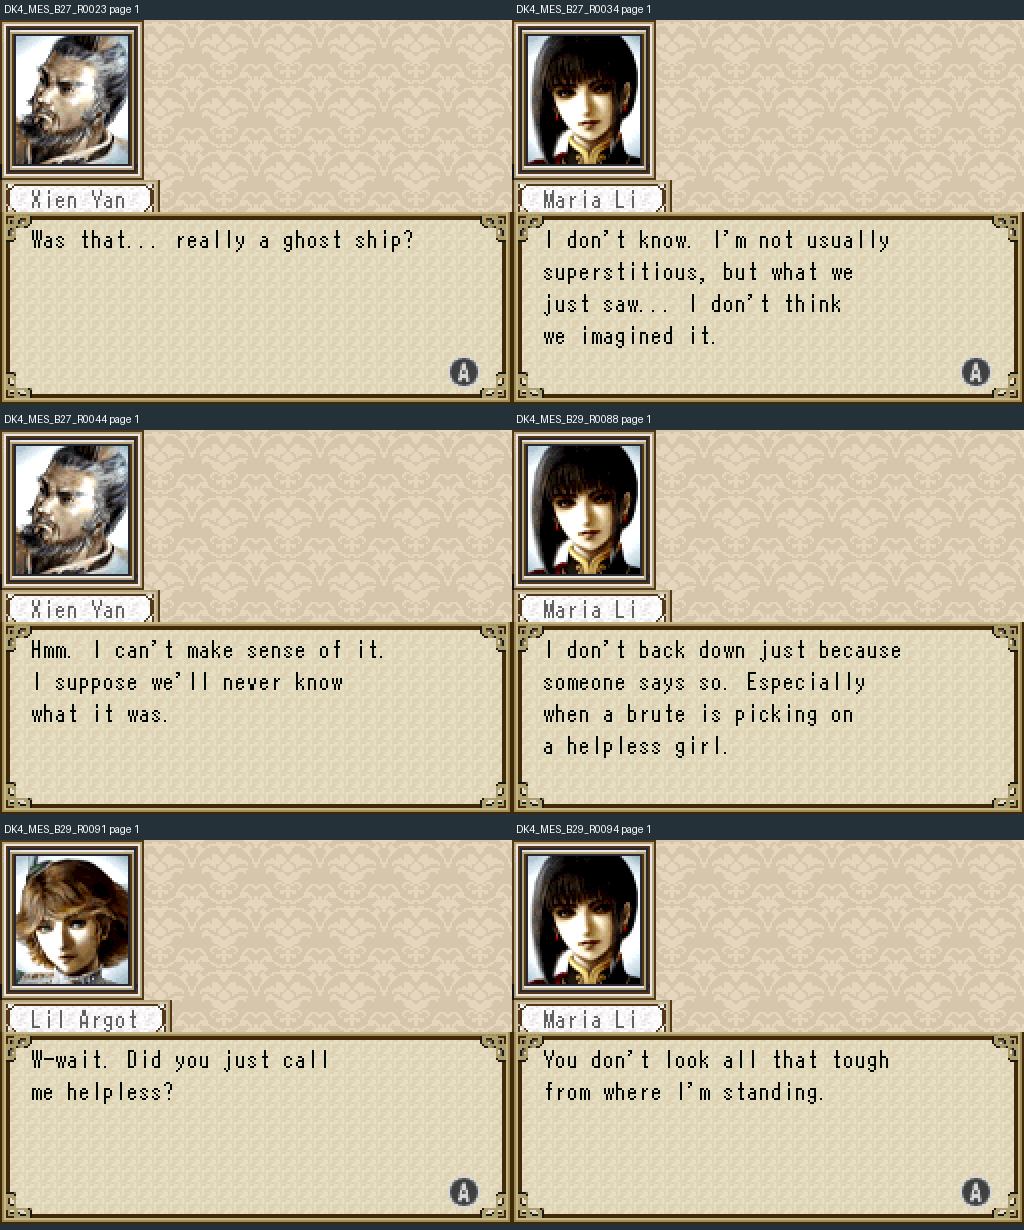 DK4_MES_B27_R0023 page 1
Xien Yan
Was that... really a ghost ship?
A
DK4_MES_B27_R0034 page 1
Maria Li
I don't know. I'm not usually
superstitious, but what we
just saw... I don't think
we imagined it.
A
DK4_MES_B27_R0044 page 1
Xien Yan
Hmm. I can't make sense of it.
I suppose we'll never know
what it was.
DK4_MES_B29_R0088 page 1
Maria Li
I don't back down just because
someone says so. Especially
when a brute is picking on
a helpless girl.
DK4_MES_B29_R0091 page 1
Lil Argot
W-wait. Did you just call
me helpless?
A
DK4_MES_B29_R0094 page 1
Maria Li
You don't look all that tough
from where I'm standing.
A